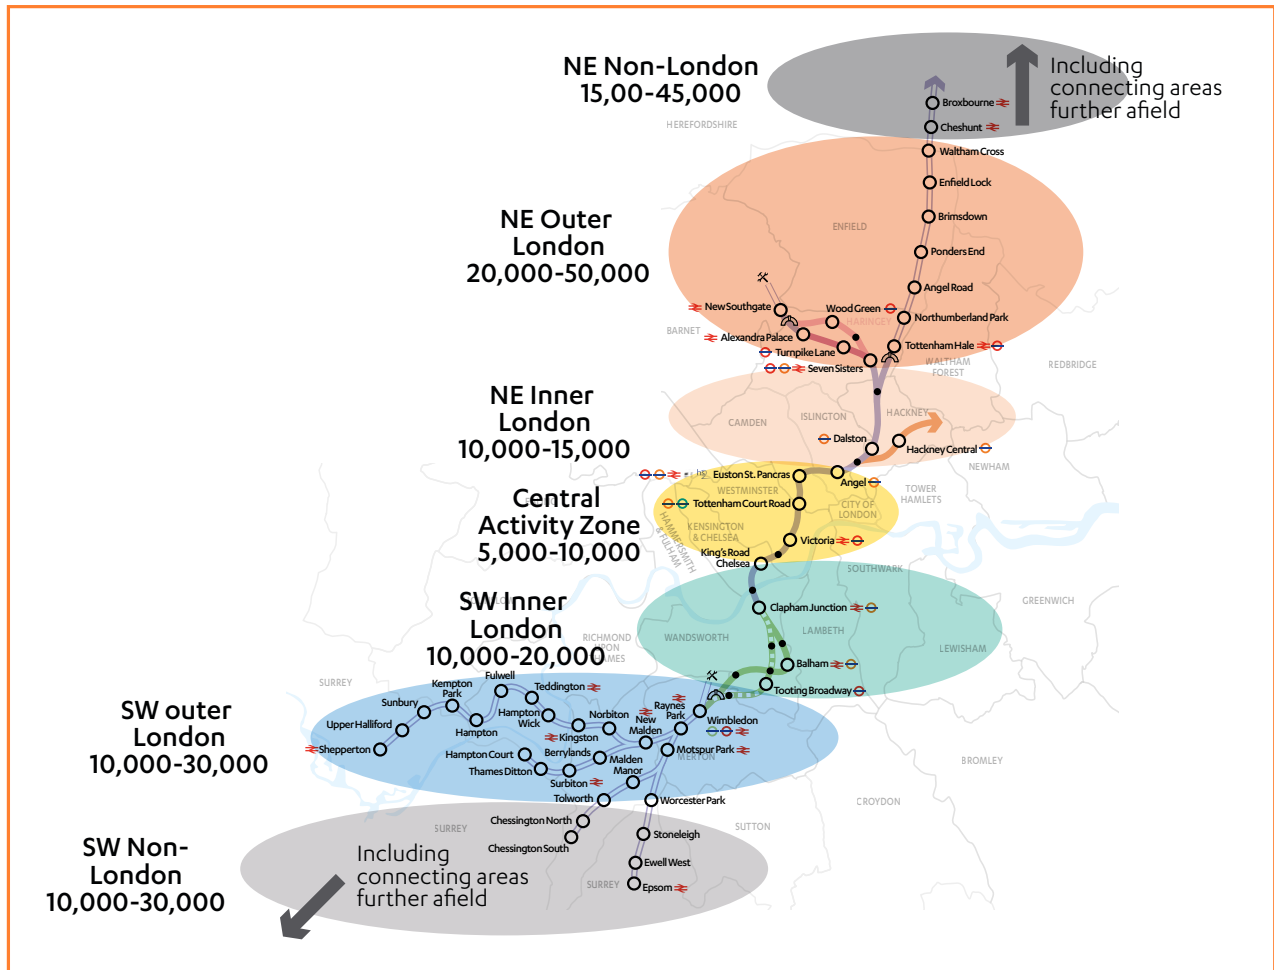 NE Non-London
15,00-45,000
Including
connecting areas
further afield
Broxbourne
Cheshunt
HEREFORDSHIRE
Waltham Cross
Enfield Lock
NE Outer
London
20,000-50,000
Brimsdown
ENFIELD
Ponders End
Angel Road
New Southgate
Wood Green
Northumberland Park
HARINGEY
BARNET
Alexandra Palace
Turnpike Lane
Tottenham Hale
Seven Sisters
WALTHAM
FOREST
REDBRIDGE
NE Inner
London
10,000-15,000
CAMDEN
ISLINGTON
HACKNEY
Dalston
Hackney Central
NEWHAM
Euston St. Pancras
Angel
WESTMINSTER
TOWER
HAMLETS
Central
Activity Zone
5,000-10,000
Tottenham Court Road
CITY OF
LONDON
HAMMERSMITH
& FULHAM
KENSINGTON
& CHELSEA
Victoria
King's Road
Chelsea
SOUTHWARK
SW Inner
London
10,000-20,000
Clapham Junction
GREENWICH
RICHMOND
UPON
THAMES
WANDSWORTH
LAMBETH
LEWISHAM
Balham
Tooting Broadway
SURREY
SW outer
London
10,000-30,000
Fulwell
Kempton
Park
Teddington
Sunbury
Hampton
Wick
Norbiton
New
Malden
Raynes
Park
Wimbledon
Upper Halliford
Hampton
Kingston
Shepperton
Hampton Court
Berrylands
Motspur Park
MERTON
Thames Ditton
Malden
Manor
Surbiton
BROMLEY
Tolworth
Worcester Park
CROYDON
Chessington North
SURREY
SUTTON
Stoneleigh
Chessington South
SW Non-
London
10,000-30,000
Including
connecting areas
further afield
Ewell West
SURREY
Epsom